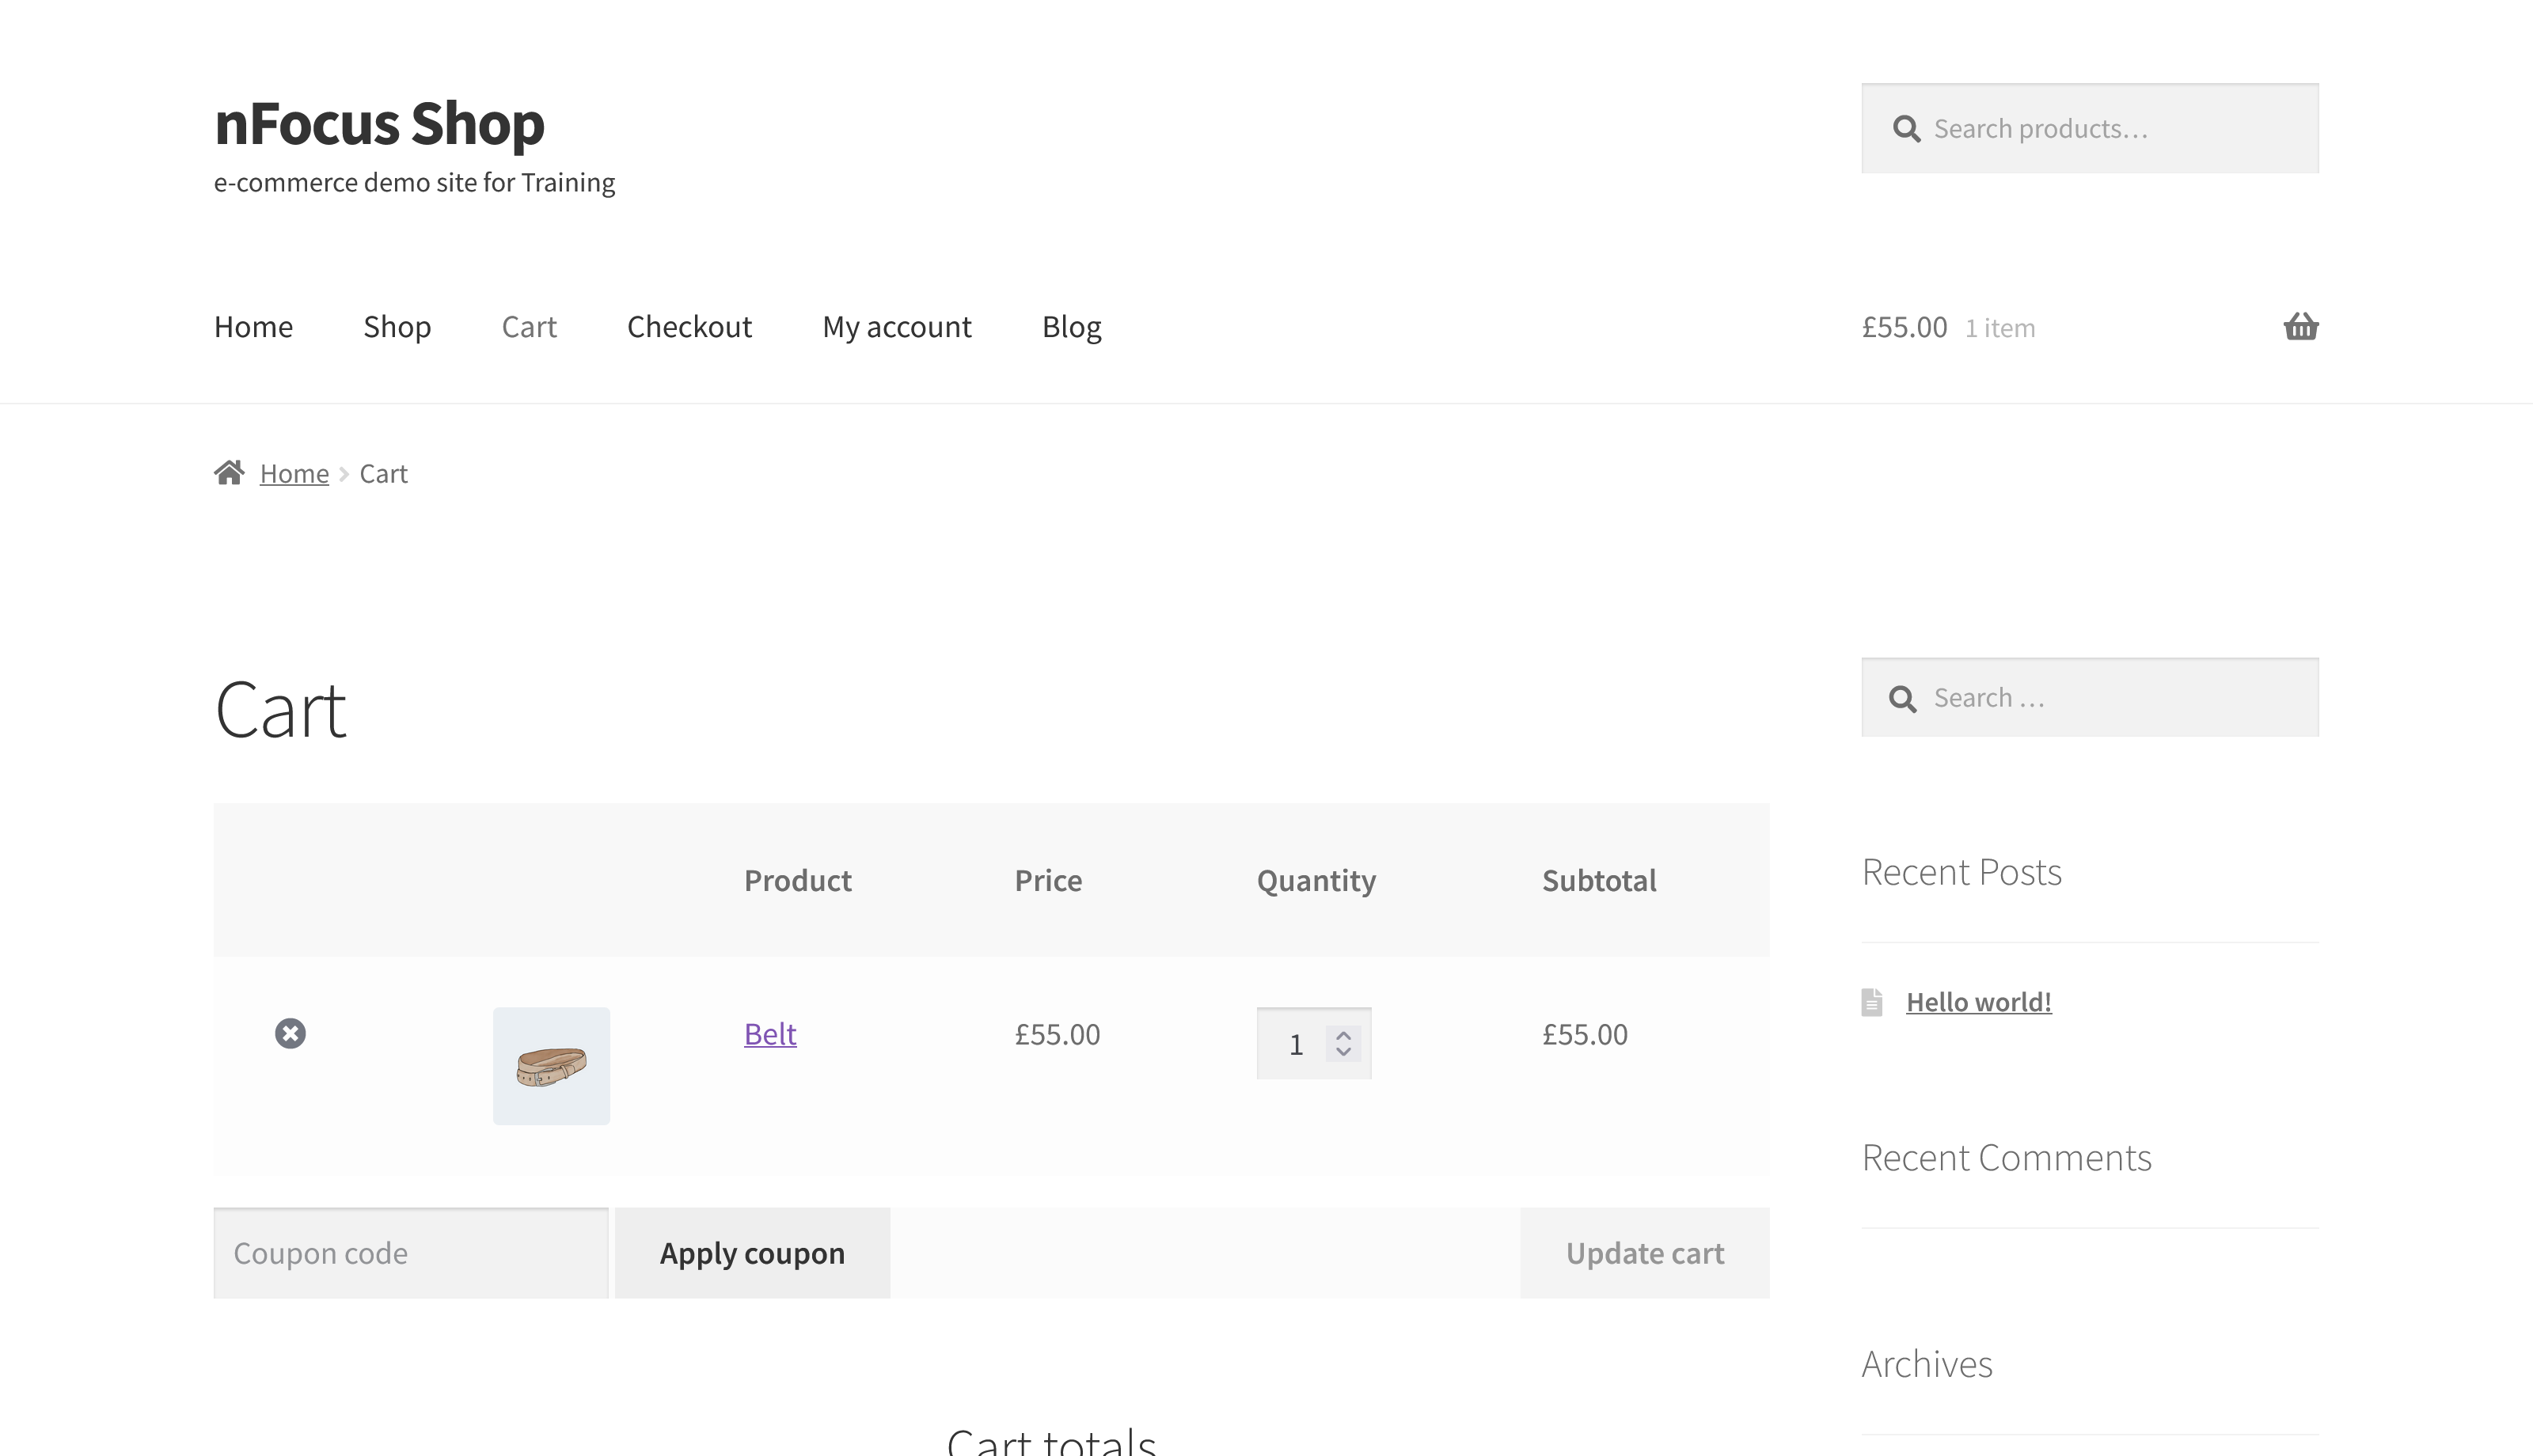 nFocus Shop
e-commerce demo site for Training
Search products…
Home Shop Cart Checkout My account Blog
£55.00 1 item
Home Cart
Cart
Search …
Product Price Quantity Subtotal
Belt £55.00 1 £55.00
Coupon code Apply coupon Update cart
Cart totals
Recent Posts
Hello world!
Recent Comments
Archives